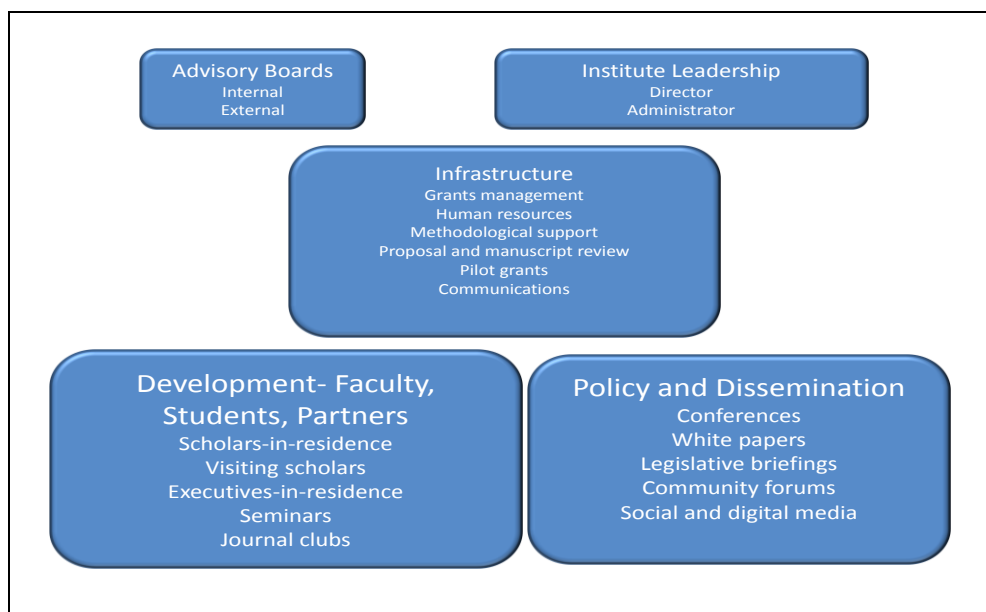 Advisory Boards
Internal
External
Institute Leadership
Director
Administrator
Infrastructure
Grants management
Human resources
Methodological support
Proposal and manuscript review
Pilot grants
Communications
Development- Faculty,
Students, Partners
Scholars-in-residence
Visiting scholars
Executives-in-residence
Seminars
Journal clubs
Policy and Dissemination
Conferences
White papers
Legislative briefings
Community forums
Social and digital media